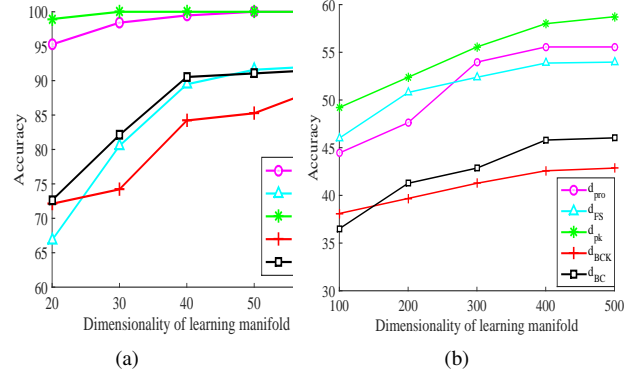 100
95
90
85
80
75
70
65
60
Accuracy
20 30 40 50
Dimensionality of learning manifold
(a)
60
55
50
45
40
35
30
Accuracy
d_pro
d_FS
d_pk
d_BCK
d_BC
100 200 300 400 500
Dimensionality of learning manifold
(b)